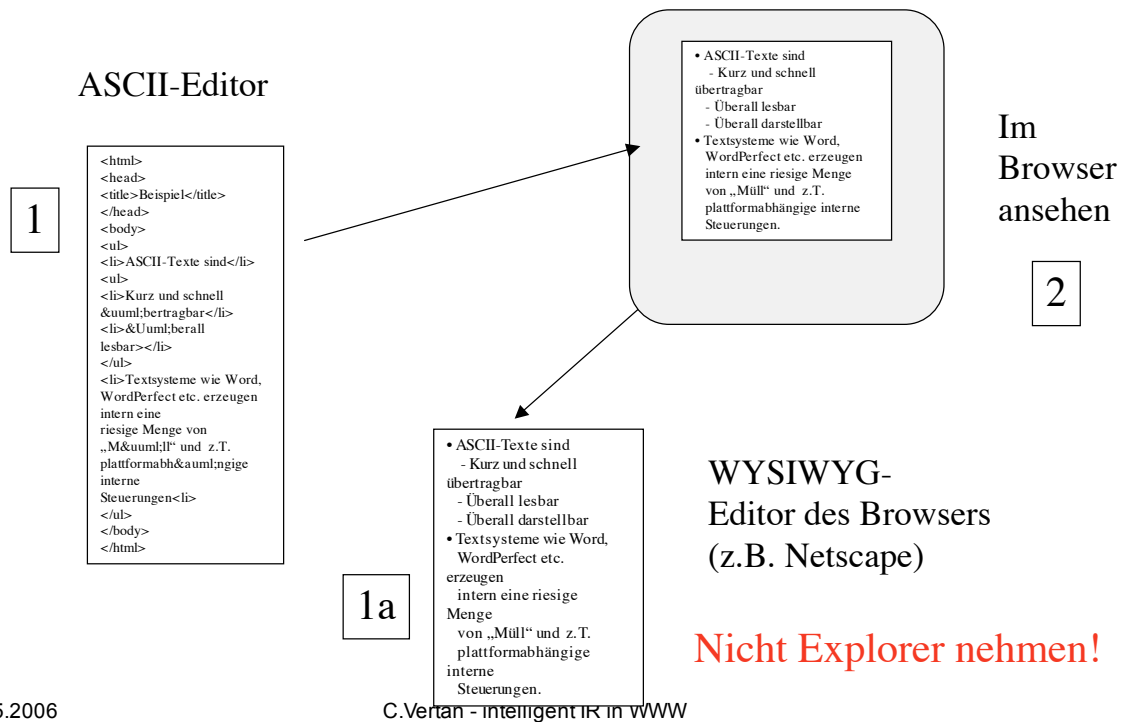 ASCII-Editor
1
<html>
<head>
<title>Beispiel</title>
</head>
<body>
<ul>
<li>ASCII-Texte sind</li>
<ul>
<li>Kurz und schnell
&uuml;bertragbar</li>
<li>&Uuml;berall
lesbar></li>
</ul>
<li>Textsysteme wie Word,
WordPerfect etc. erzeugen
intern eine
riesige Menge von
„M&uuml;ll“ und z.T.
plattformabh&auml;ngige
interne
Steuerungen<li>
</ul>
</body>
</html>
• ASCII-Texte sind
- Kurz und schnell
übertragbar
- Überall lesbar
- Überall darstellbar
• Textsysteme wie Word,
WordPerfect etc. erzeugen
intern eine riesige Menge
von „Müll“ und z.T.
plattformabhängige interne
Steuerungen.
Im
Browser
ansehen
2
1a
• ASCII-Texte sind
- Kurz und schnell
übertragbar
- Überall lesbar
- Überall darstellbar
• Textsysteme wie Word,
WordPerfect etc.
erzeugen
intern eine riesige
Menge
von „Müll“ und z.T.
plattformabhängige
interne
Steuerungen.
WYSIWYG-
Editor des Browsers
(z.B. Netscape)
Nicht Explorer nehmen!
5.2006
C.Vertan - intelligent IR in WWW